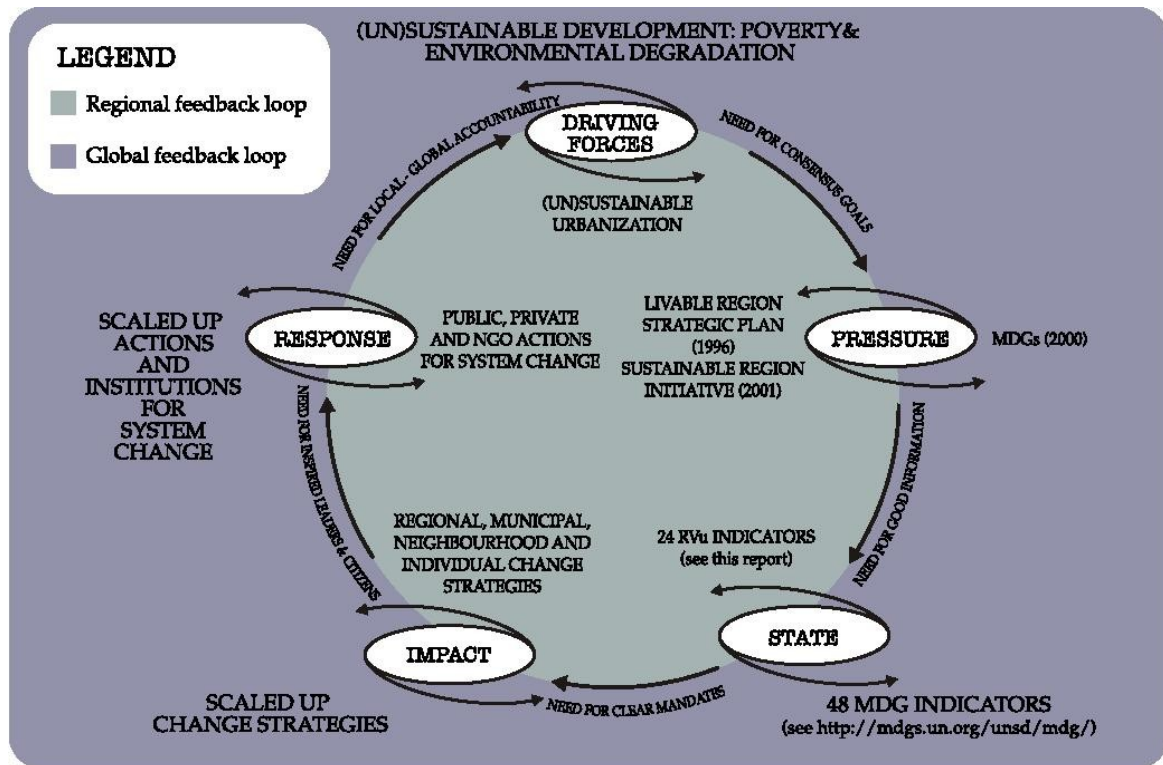 (UN)SUSTAINABLE DEVELOPMENT: POVERTY&
ENVIRONMENTAL DEGRADATION
LEGEND
Regional feedback loop
Global feedback loop
DRIVING
FORCES
(UN)SUSTAINABLE
URBANIZATION
NEED FOR CONSENSUS GOALS
PRESSURE
LIVABLE REGION
STRATEGIC PLAN
(1996)
SUSTAINABLE REGION
INITIATIVE (2001)
MDGs (2000)
NEED FOR GOOD INFORMATION
STATE
24 RVu INDICATORS
(see this report)
48 MDG INDICATORS
(see http://mdgs.un.org/unsd/mdg/)
NEED FOR CLEAR MANDATES
IMPACT
REGIONAL, MUNICIPAL,
NEIGHBOURHOOD AND
INDIVIDUAL CHANGE
STRATEGIES
SCALED UP
CHANGE STRATEGIES
NEED FOR INSPIRED LEADERS & CITIZENS
RESPONSE
PUBLIC, PRIVATE
AND NGO ACTIONS
FOR SYSTEM CHANGE
SCALED UP
ACTIONS
AND
INSTITUTIONS
FOR
SYSTEM
CHANGE
NEED FOR LOCAL - GLOBAL ACCOUNTABILITY